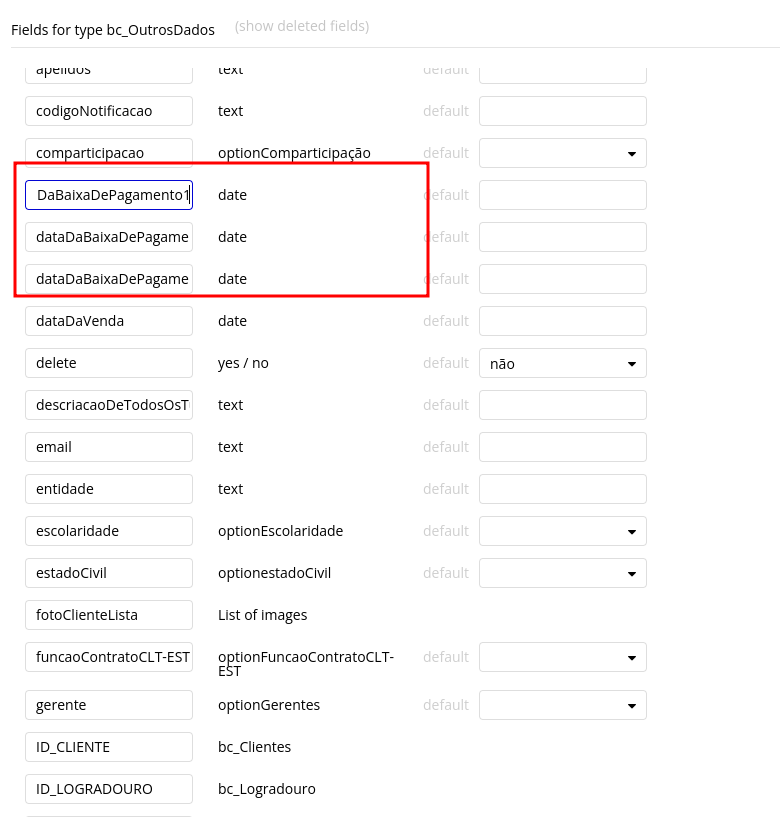 Fields for type bc_OutrosDados (show deleted fields)
apelidos text default
codigoNotificacao text default
comparticipacao optionComparticipação default
DaBaixaDePagamento1 date default
dataDaBaixaDePagame date default
dataDaBaixaDePagame date default
dataDaVenda date default
delete yes / no default não
descriacaoDeTodosOsT text default
email text default
entidade text default
escolaridade optionEscolaridade default
estadoCivil optionestadoCivil default
fotoClienteLista List of images
funcaoContratoCLT-EST optionFuncaoContratoCLT- default
EST
gerente optionGerentes default
ID_CLIENTE bc_Clientes
ID_LOGRADOURO bc_Logradouro